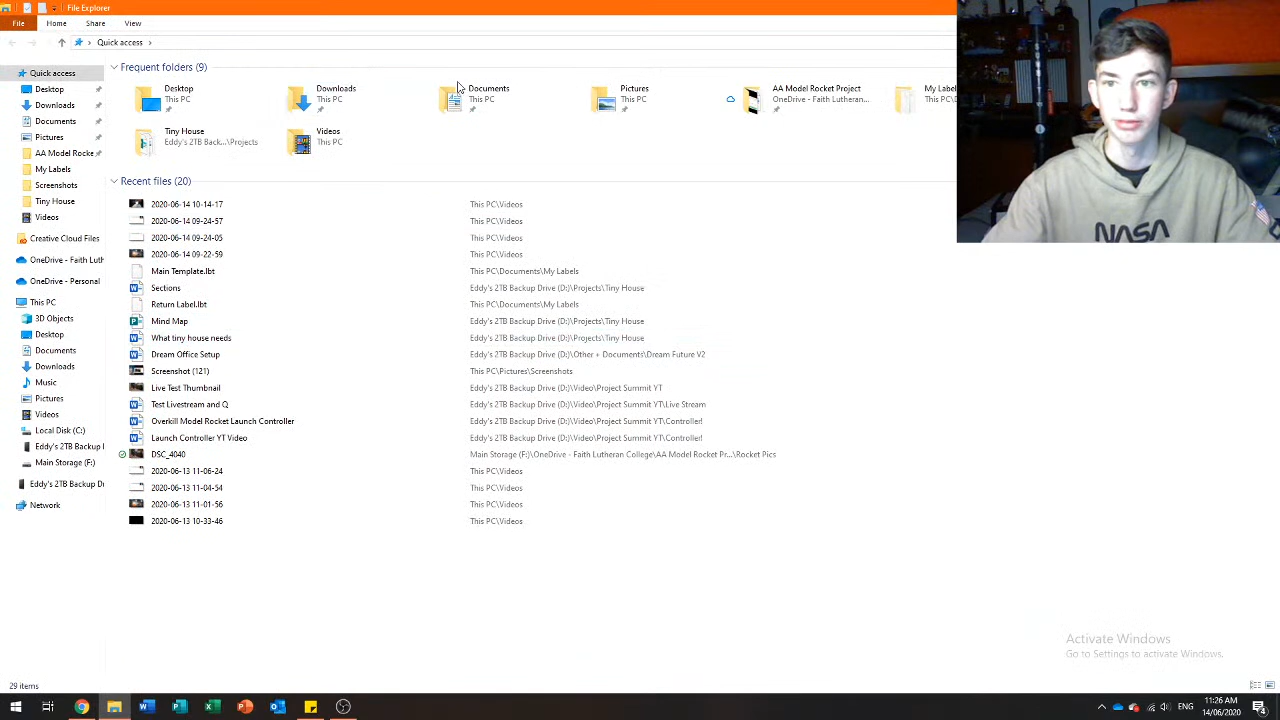 File Explorer
File Home Share View
Quick access
Quick access
Desktop
Downloads
Documents
Pictures
AA Model Rocke
My Labels
Screenshots
Tiny House
Videos
Creative Cloud Files
OneDrive - Faith Luth
OneDrive - Personal
This PC
3D Objects
Desktop
Documents
Downloads
Music
Pictures
Videos
Local Disk (C:)
Eddy's 2TB Backup I
Main Storage (F:)
Eddy's 2TB Backup Dr
Network
Frequent folders (9)
Desktop
This PC
Downloads
This PC
Documents
This PC
Pictures
This PC
AA Model Rocket Project
OneDrive - Faith Lutheran...
My Labe
This PC
Tiny House
Eddy's 2TB Back...\Projects
Videos
This PC
Recent files (20)
2020-06-14 10-14-17 This PC\Videos
2020-06-14 09-24-57 This PC\Videos
2020-06-14 09-24-05 This PC\Videos
2020-06-14 09-22-59 This PC\Videos
Main Template.lbt This PC\Documents\My Labels
Sections Eddy's 2TB Backup Drive (D:)\Projects\Tiny House
Return Label.lbt This PC\Documents\My Labels
Mind Map Eddy's 2TB Backup Drive (D:)\Projects\Tiny House
What tiny house needs Eddy's 2TB Backup Drive (D:)\Projects\Tiny House
Dream Office Setup Eddy's 2TB Backup Drive (D:)\Other + Documents\Dream Future V2
Screenshot (121) This PC\Pictures\Screenshots
Live Test Thumbnail Eddy's 2TB Backup Drive (D:)\Video\Project Summit YT
Test Livestream and Q Eddy's 2TB Backup Drive (D:)\Video\Project Summit YT\Live Stream
Overkill Model Rocket Launch Controller Eddy's 2TB Backup Drive (D:)\Video\Project Summit YT\Controller!
Launch Controller YT Video Eddy's 2TB Backup Drive (D:)\Video\Project Summit YT\Controller!
DSC_4040 Main Storage (F:)\OneDrive - Faith Lutheran College\AA Model Rocket Pr...\Rocket Pics
2020-06-13 11-06-24 This PC\Videos
2020-06-13 11-04-54 This PC\Videos
2020-06-13 11-01-56 This PC\Videos
2020-06-13 10-33-46 This PC\Videos
NASA
Activate Windows
Go to Settings to activate Windows.
29 items
ENG
11:26 AM
14/06/2020